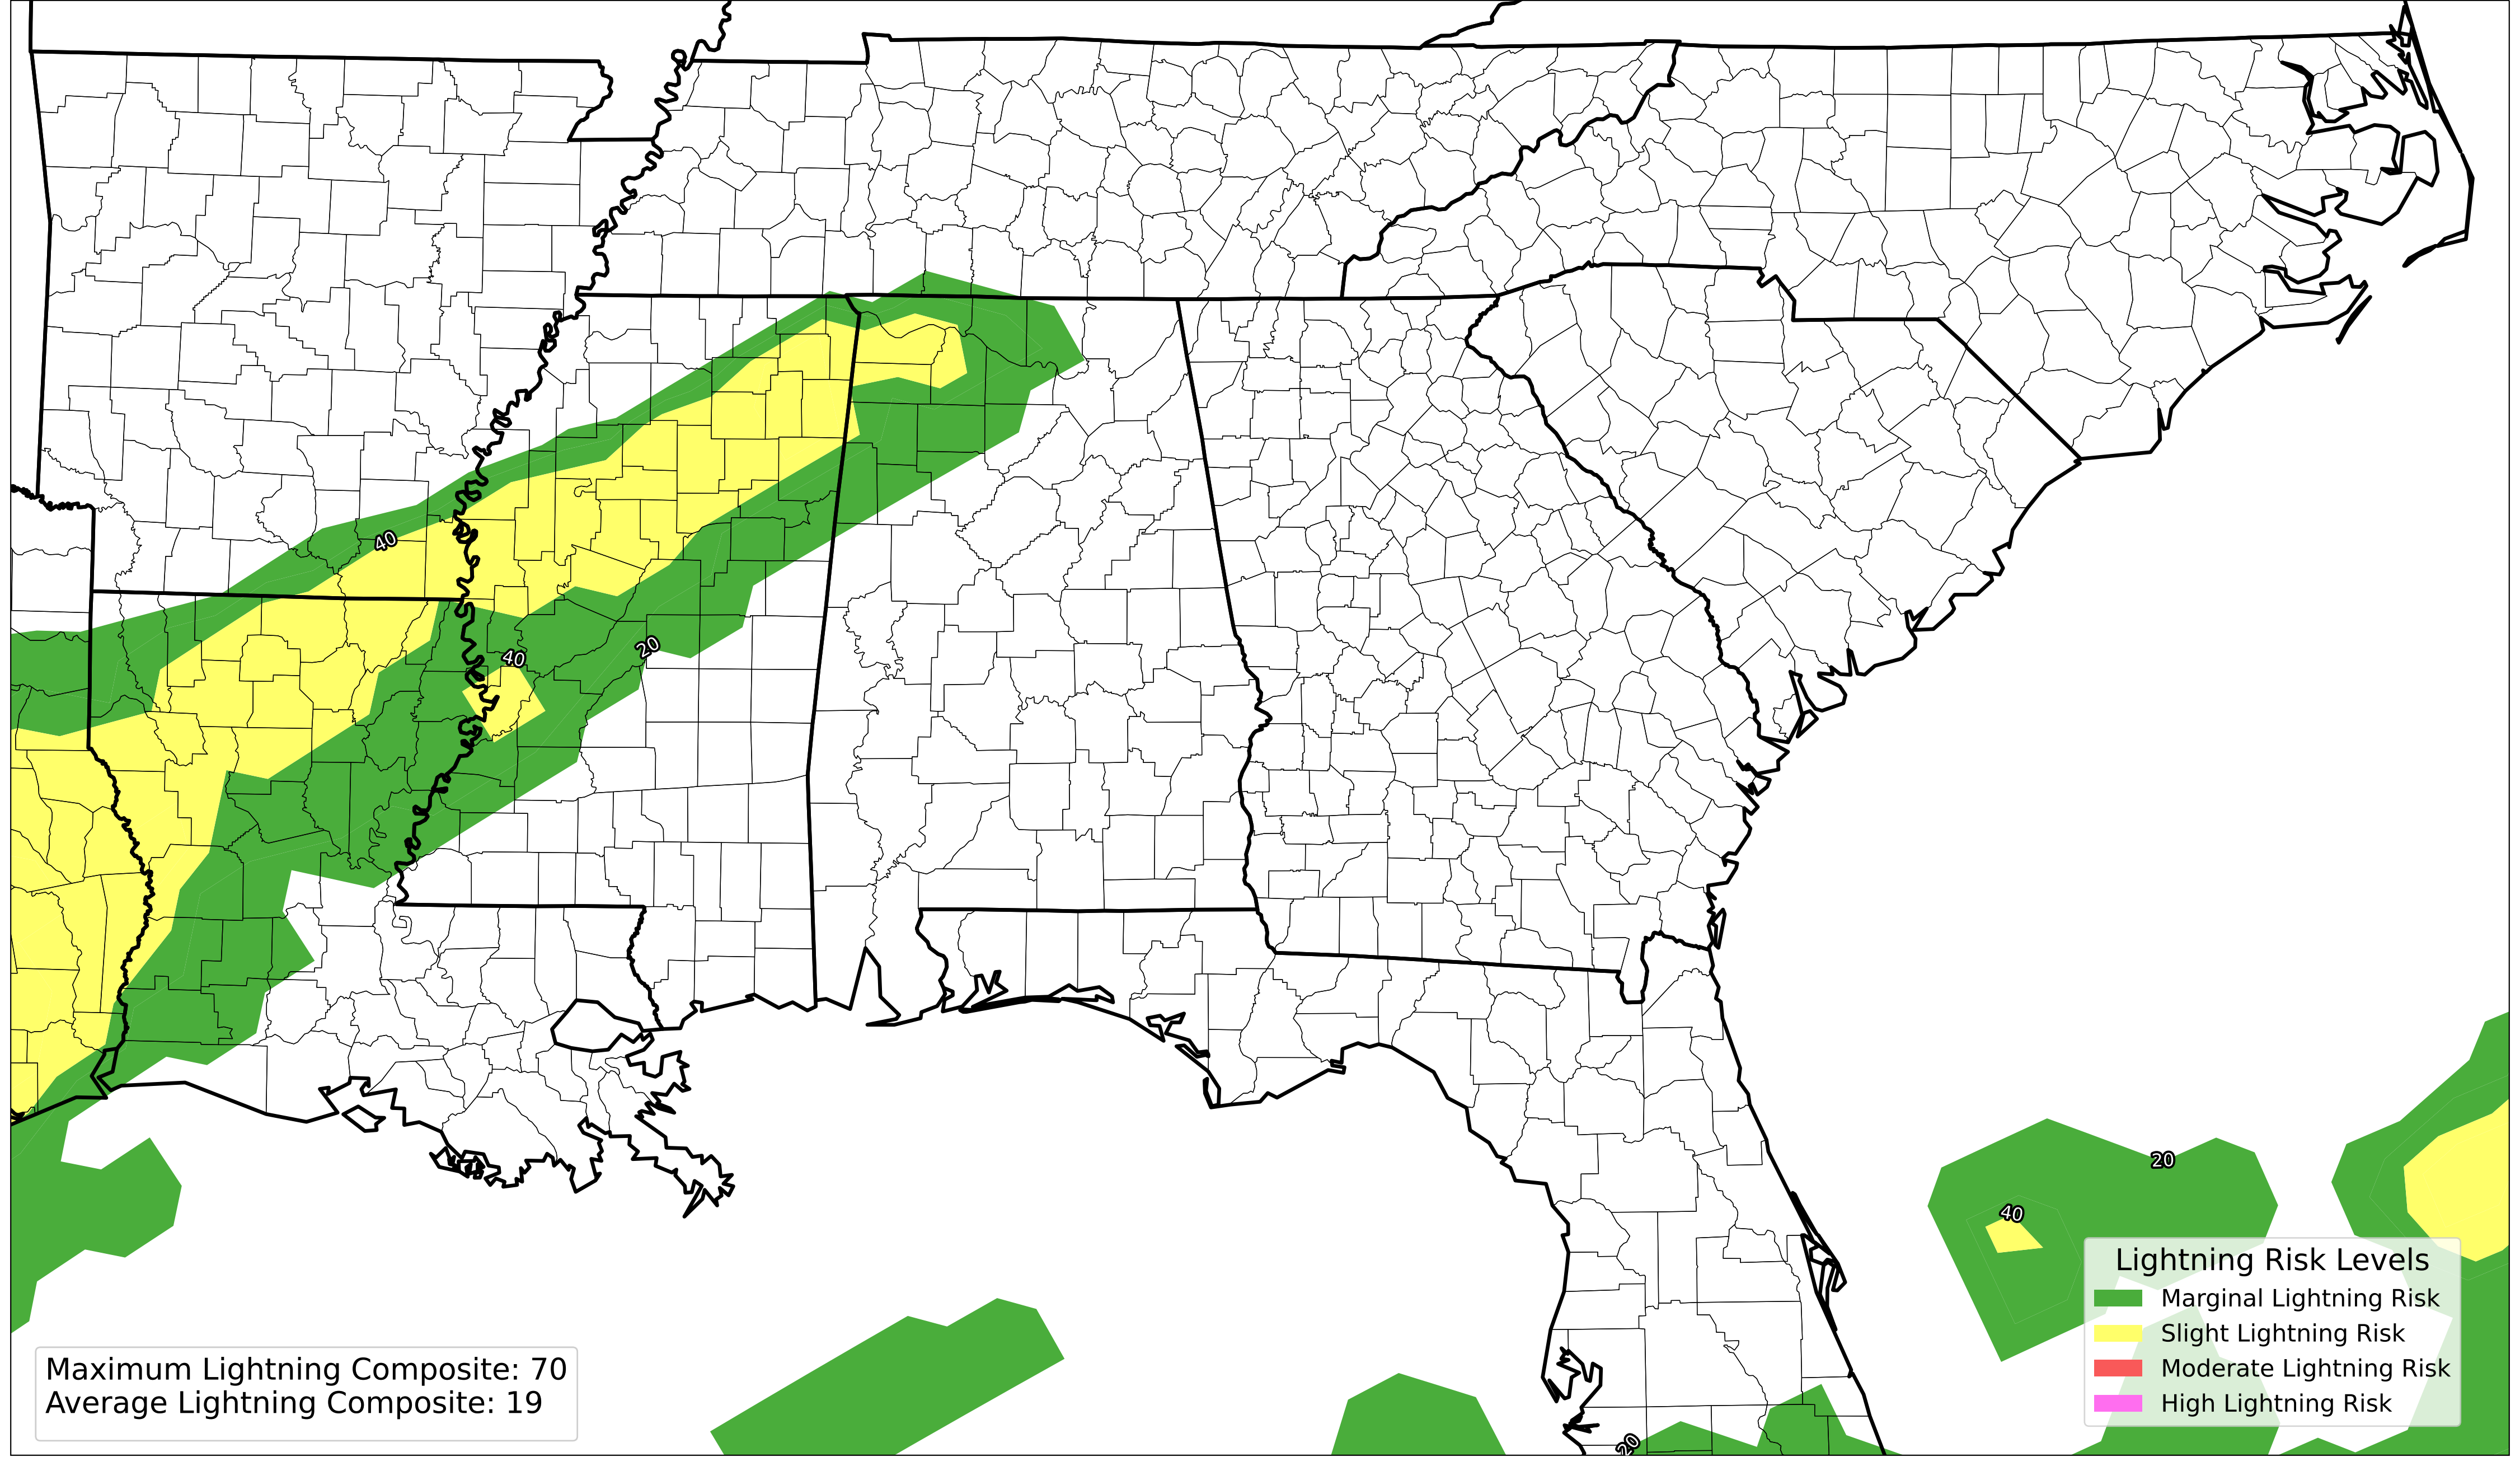 40
40
20
20
40
20
Lightning Risk Levels
Marginal Lightning Risk
Slight Lightning Risk
Moderate Lightning Risk
High Lightning Risk
Maximum Lightning Composite: 70
Average Lightning Composite: 19